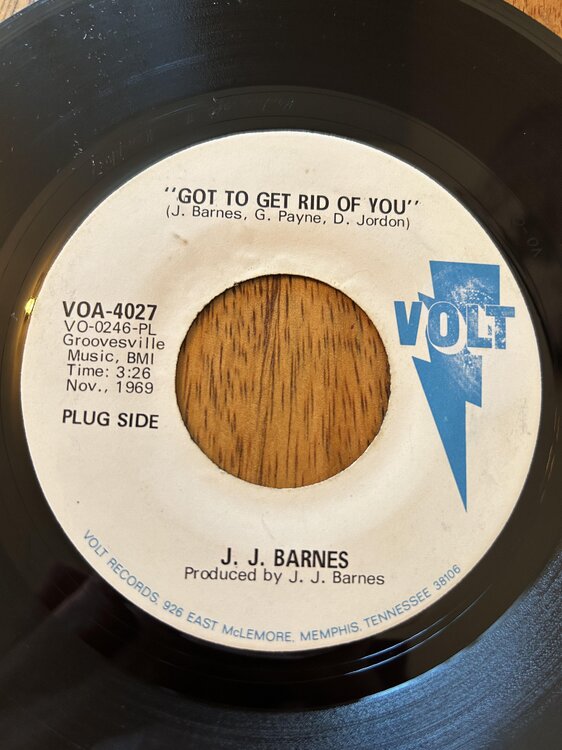 "GOT TO GET RID OF YOU"
(J. Barnes, G. Payne, D. Jordon)
VOA-4027
VO-0246-PL
Groovesville
Music, BMI
Time: 3:26
Nov., 1969
PLUG SIDE
VOLT
J. J. BARNES
Produced by J. J. Barnes
VOLT RECORDS, 926 EAST McLEMORE, MEMPHIS, TENNESSEE 38106